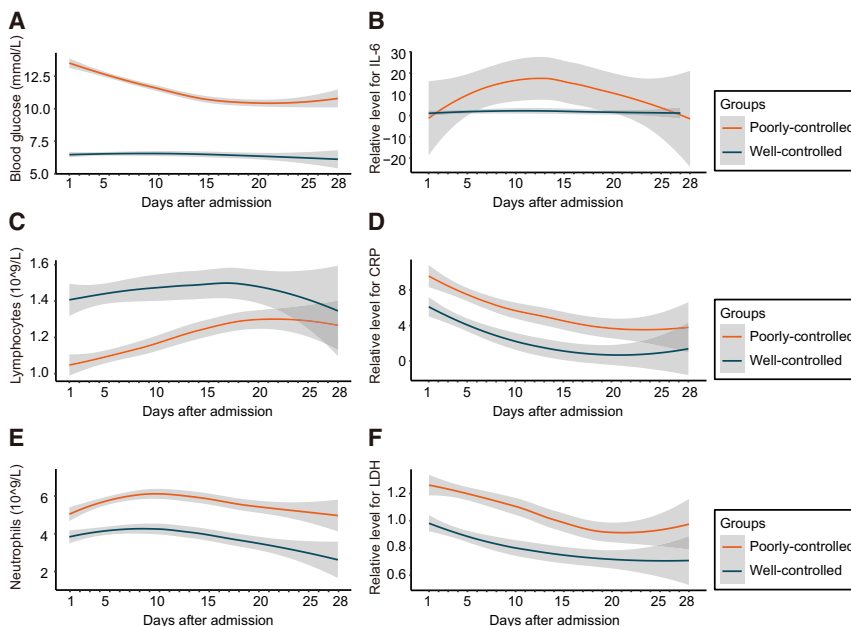 A
Blood glucose (mmol/L)
12.5
10.0
7.5
5.0
1 5 10 15 20 25 28
Days after admission
B
Relative level for IL-6
30
20
10
0
−10
−20
1 5 10 15 20 25 28
Days after admission
Groups
Poorly-controlled
Well-controlled
C
Lymphocytes (10^9/L)
1.6
1.4
1.2
1.0
1 5 10 15 20 25 28
Days after admission
D
Relative level for CRP
8
4
0
1 5 10 15 20 25 28
Days after admission
Groups
Poorly-controlled
Well-controlled
E
Neutrophils (10^9/L)
6
4
2
1 5 10 15 20 25 28
Days after admission
F
Relative level for LDH
1.2
1.0
0.8
0.6
1 5 10 15 20 25 28
Days after admission
Groups
Poorly-controlled
Well-controlled